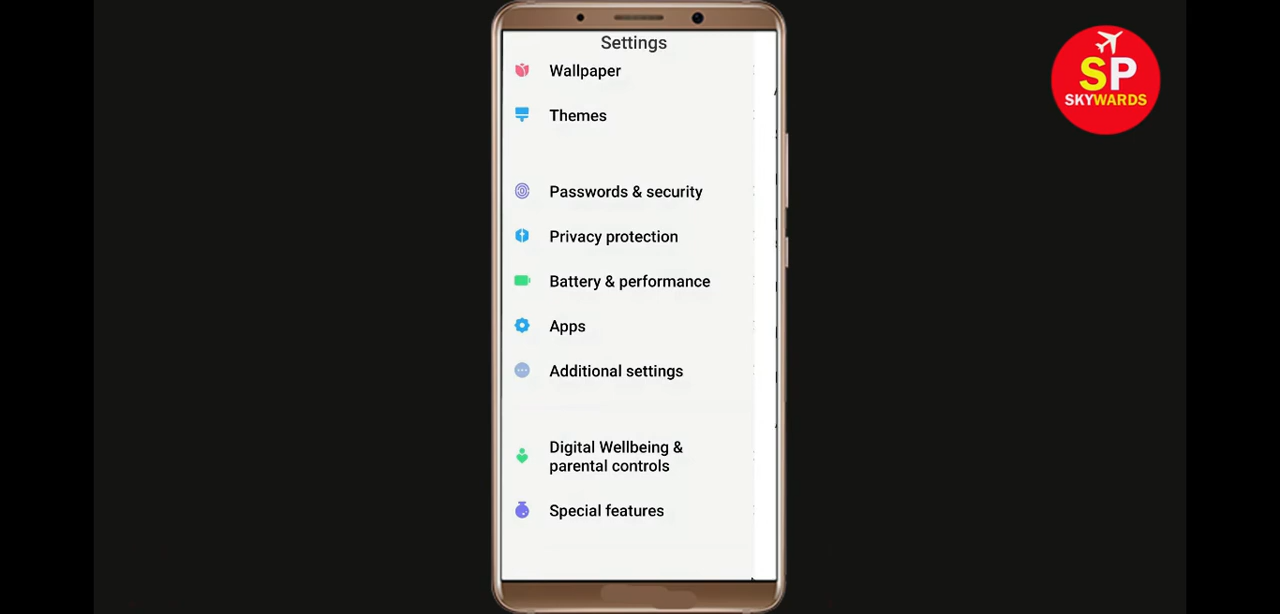 Settings
Wallpaper
Themes
Passwords & security
Privacy protection
Battery & performance
Apps
Additional settings
Digital Wellbeing &
parental controls
Special features
SP
SKYWARDS